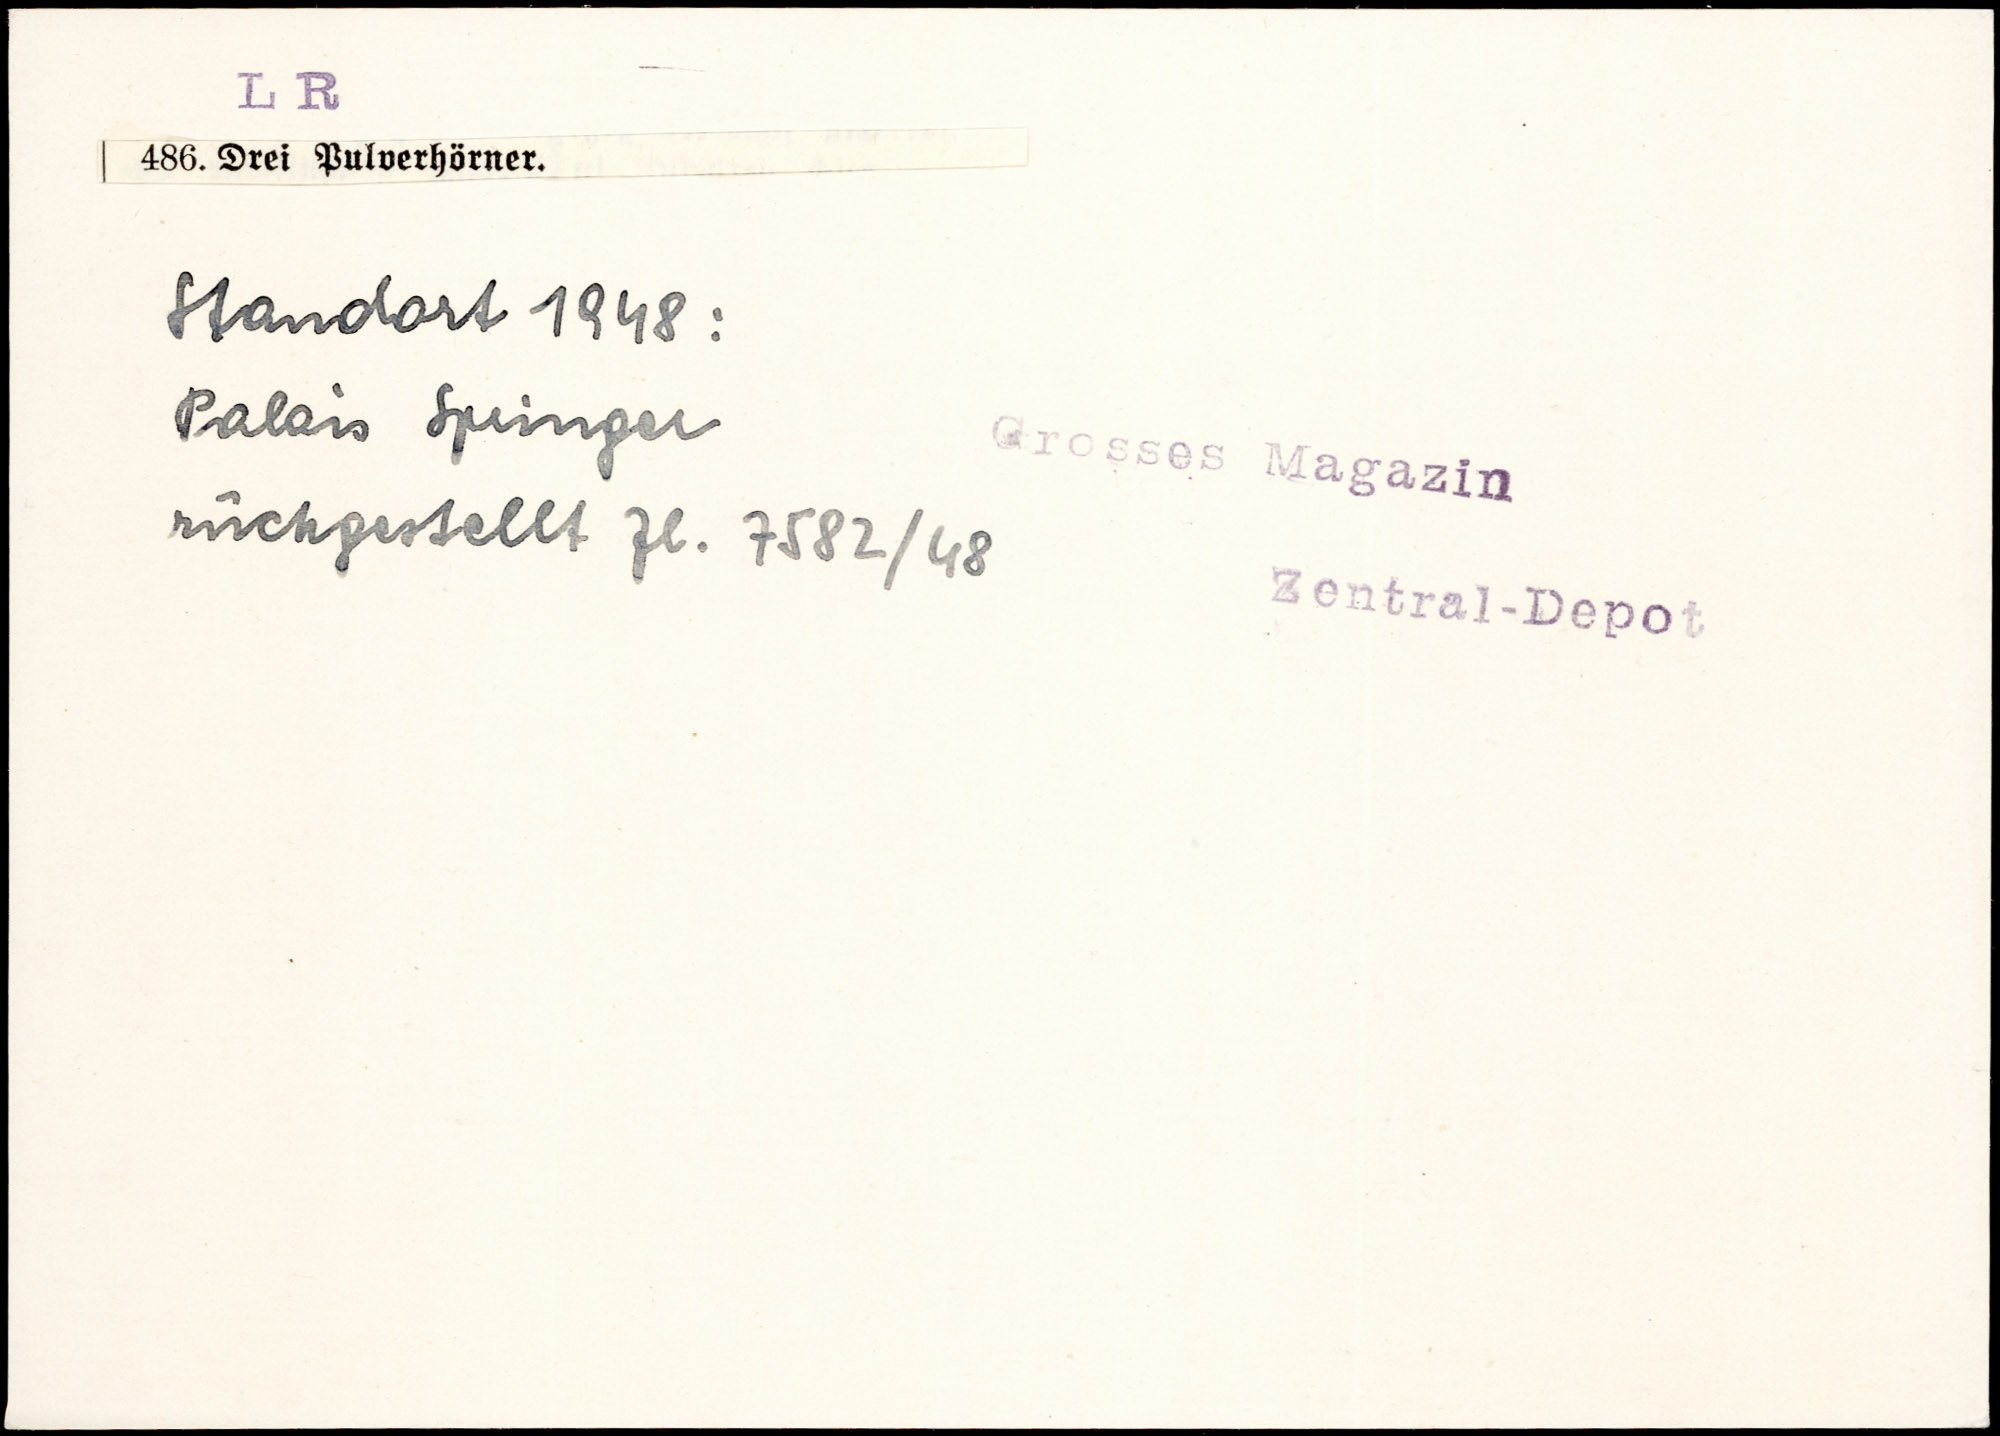 L R
486. Drei Pulverhörner.
Standort 1948:
Palais Springer
rückgestellt Zl. 7582/48
Grosses Magazin
Zentral-Depot